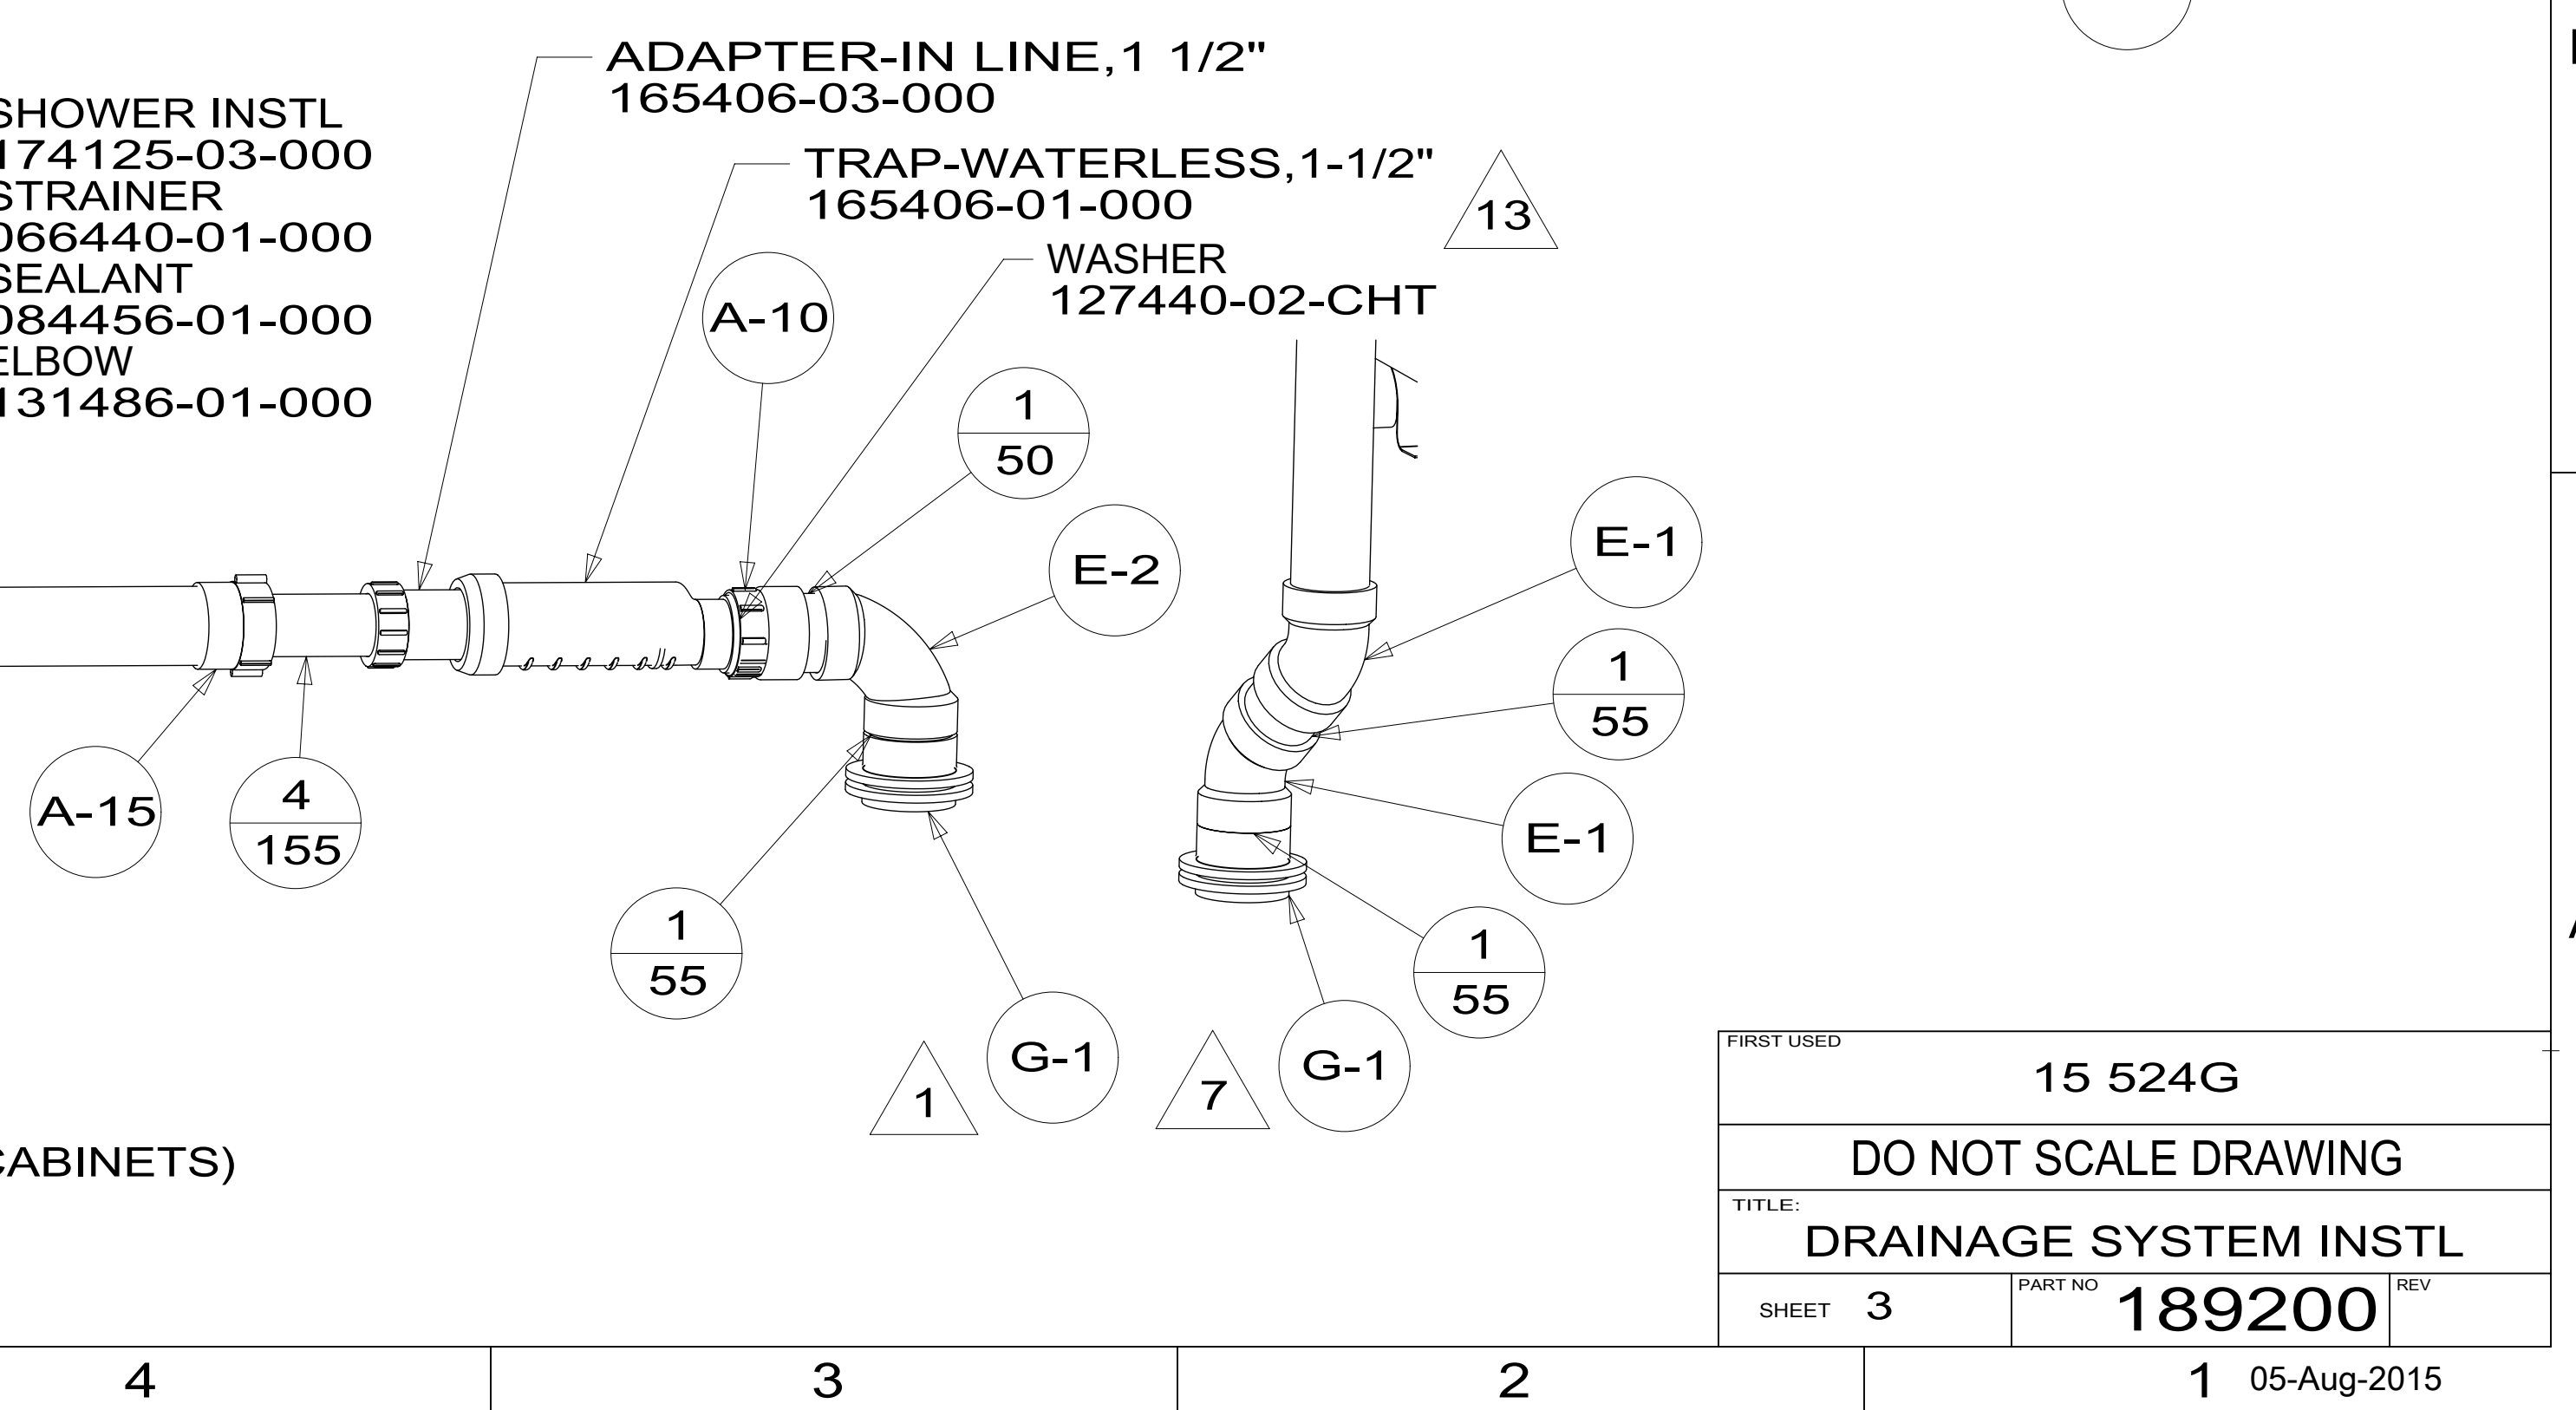 ADAPTER-IN LINE,1 1/2"
165406-03-000
SHOWER INSTL
174125-03-000
STRAINER
066440-01-000
SEALANT
084456-01-000
ELBOW
131486-01-000
TRAP-WATERLESS,1-1/2"
165406-01-000
13
WASHER
127440-02-CHT
A-10
1
50
E-2
E-1
1
55
A-15
4
155
E-1
1
55
1
55
G-1
G-1
1
7
CABINETS)
FIRST USED
15 524G
DO NOT SCALE DRAWING
TITLE:
DRAINAGE SYSTEM INSTL
SHEET 3
PART NO 189200
REV
4
3
2
1
05-Aug-2015